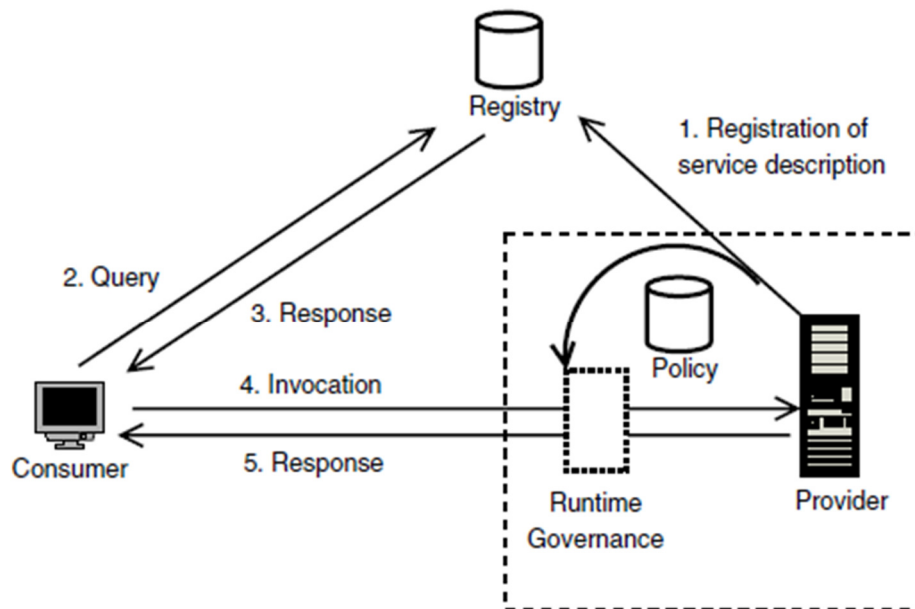 Registry
1. Registration of
service description
2. Query
3. Response
Policy
4. Invocation
5. Response
Consumer
Runtime
Governance
Provider